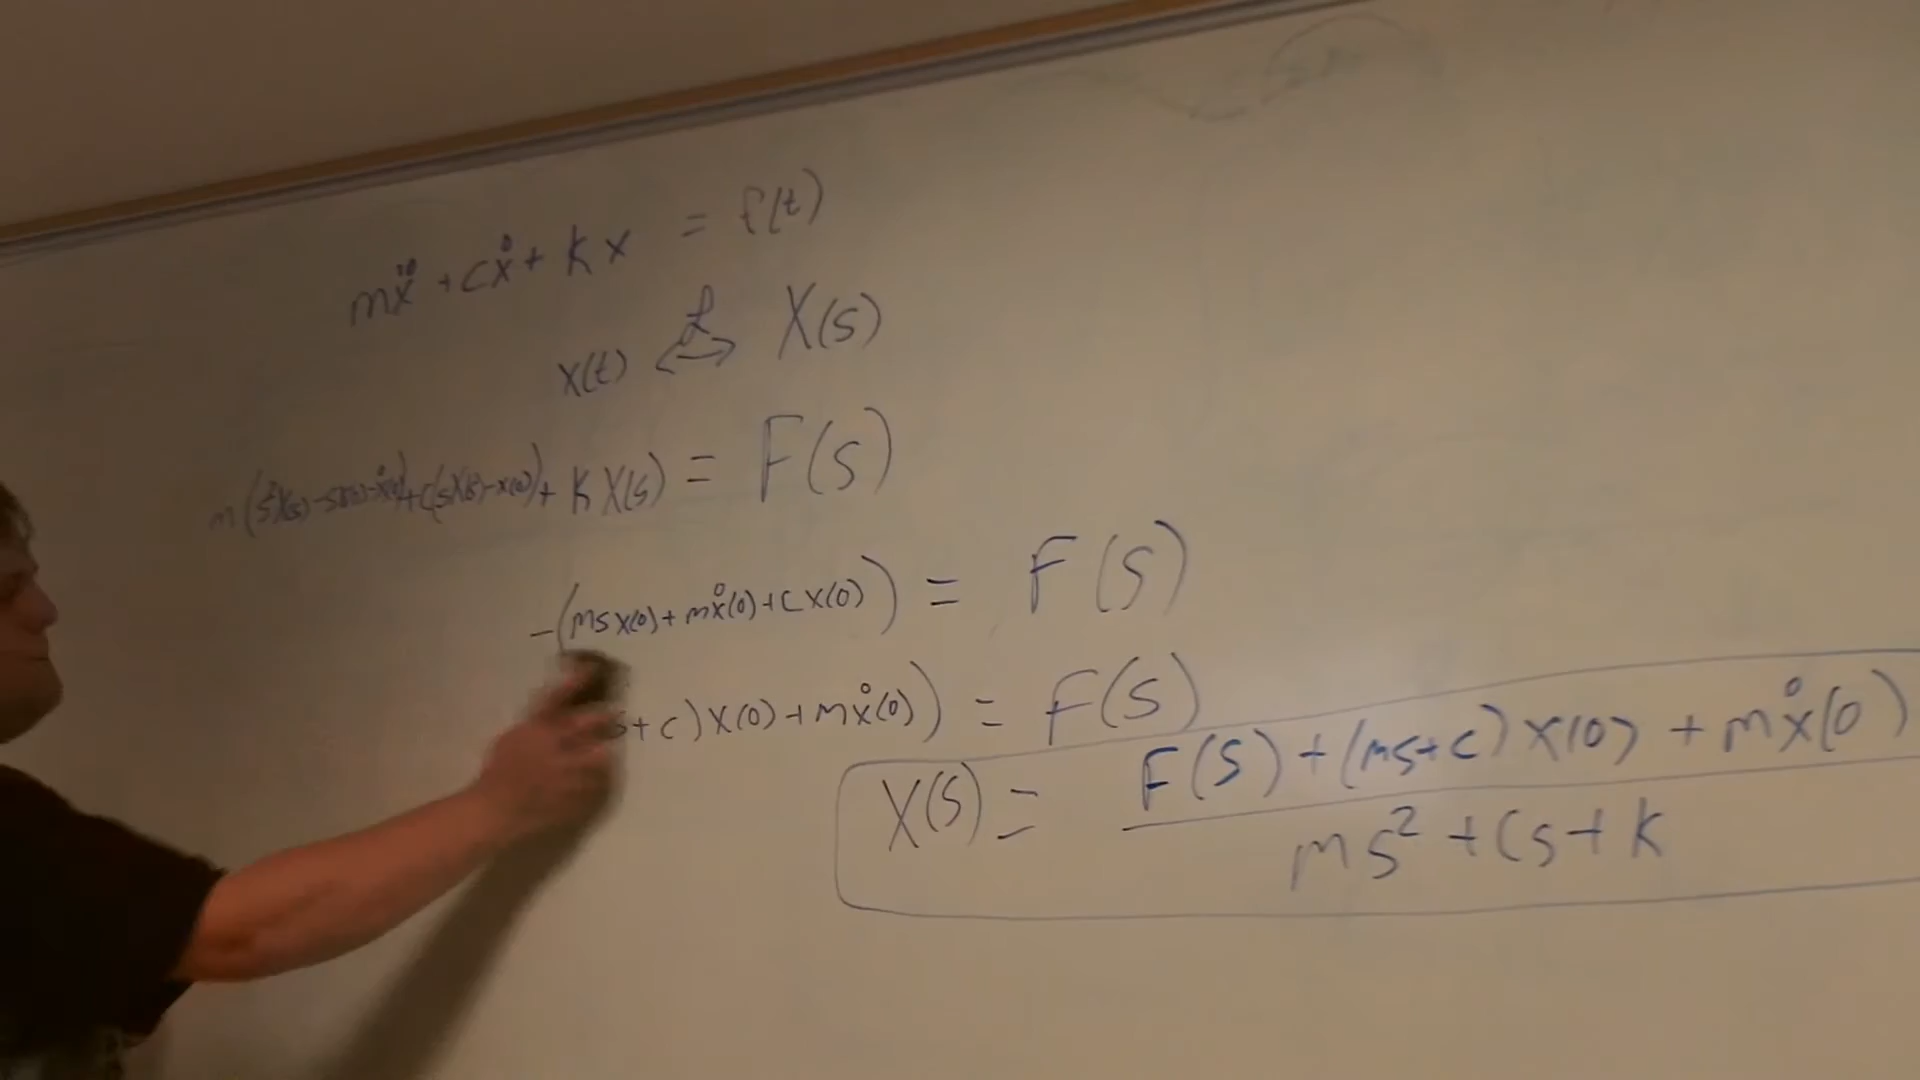 mẍ + cẋ + Kx = f(t)
x(t) ⟷ℒ X(s)
m(s²X(s) - sx(0) - ẋ(0)) + c(sX(s) - x(0)) + K X(s) = F(s)
-(msx(0) + mẋ(0) + cx(0)) = F(s)
s+c)x(0) + mẋ(0)) = F(s)
X(s) = F(s) + (ms+c)x(0) + mẋ(0)
ms² + cs + k